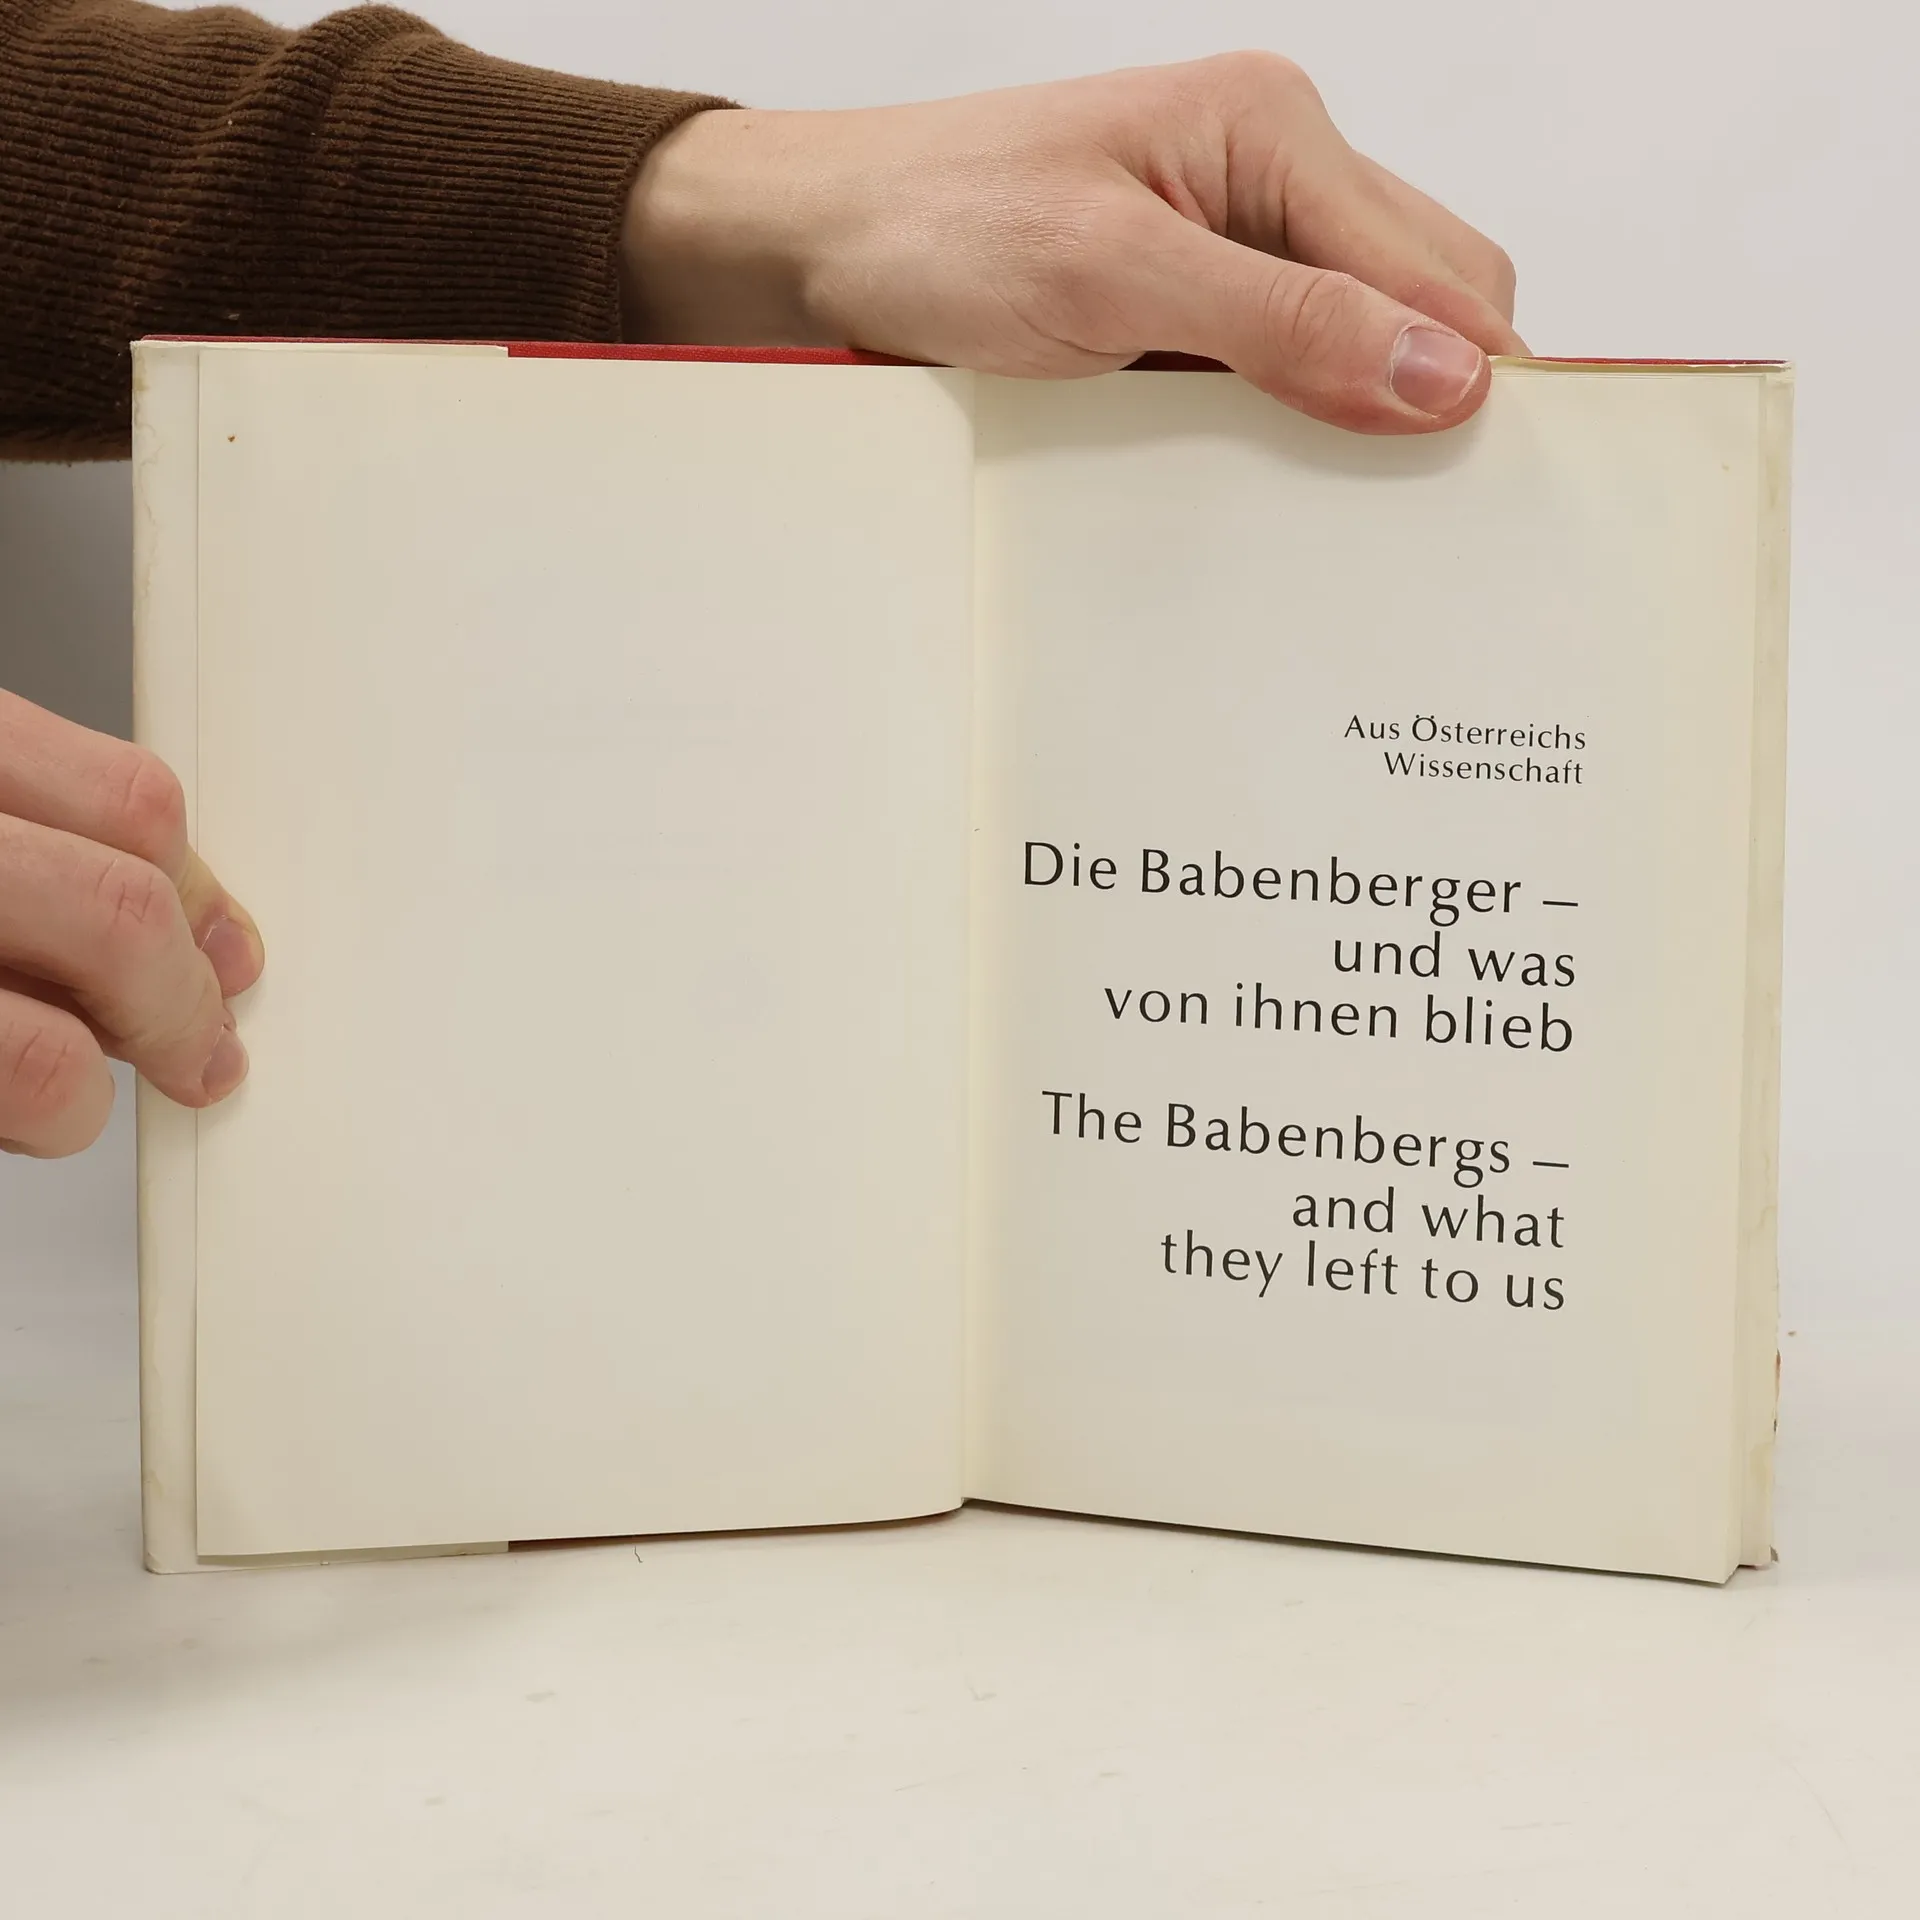 Aus Österreichs
Wissenschaft
Die Babenberger –
und was
von ihnen blieb
The Babenbergs –
and what
they left to us